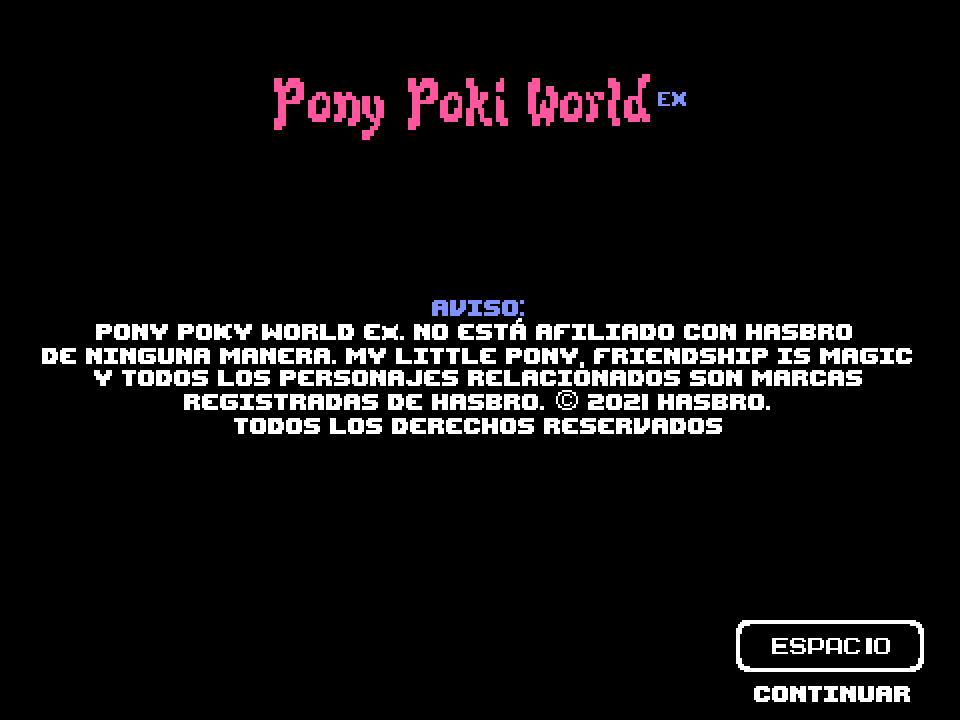 Pony Poki World EX
AVISO:
PONY POKY WORLD EX. NO ESTÁ AFILIADO CON HASBRO
DE NINGUNA MANERA. MY LITTLE PONY, FRIENDSHIP IS MAGIC
Y TODOS LOS PERSONAJES RELACIÓNADOS SON MARCAS
REGISTRADAS DE HASBRO. © 2021 HASBRO.
TODOS LOS DERECHOS RESERVADOS
ESPACIO
CONTINUAR